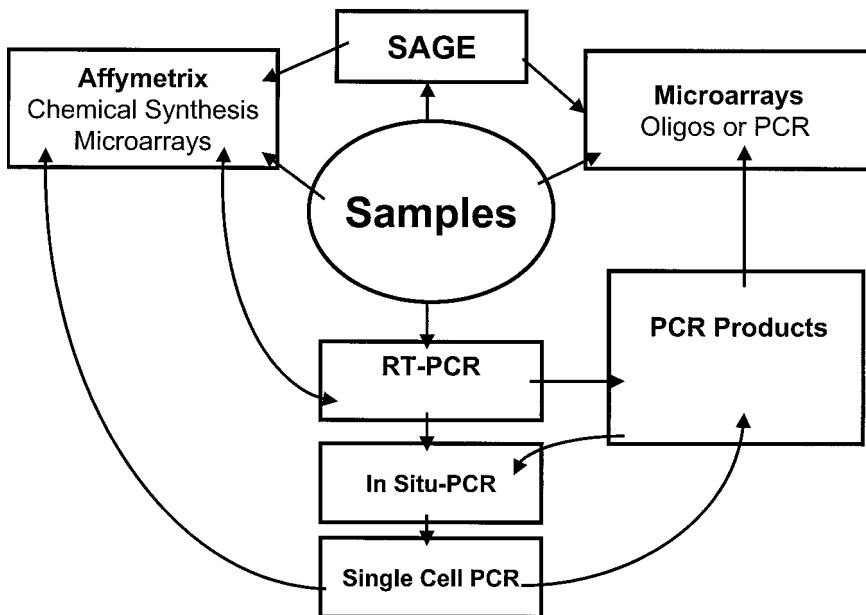 SAGE
Affymetrix
Chemical Synthesis
Microarrays
Microarrays
Oligos or PCR
Samples
PCR Products
RT-PCR
In Situ-PCR
Single Cell PCR